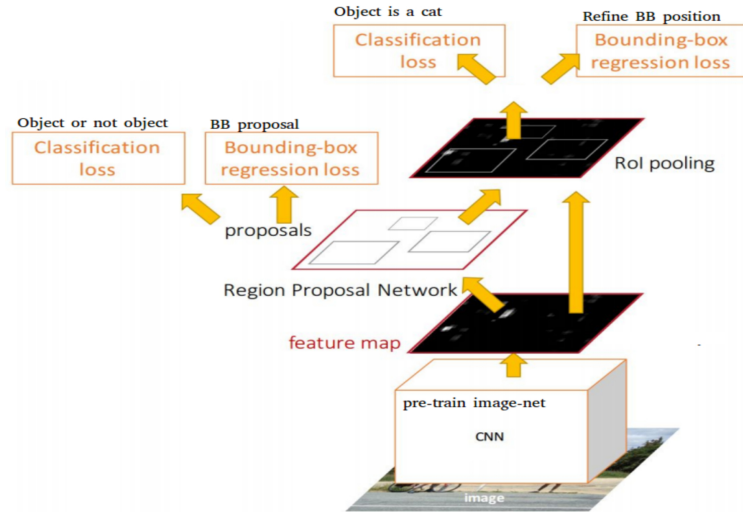 Object is a cat
Classification
loss
Refine BB position
Bounding-box
regression loss
Object or not object
Classification
loss
BB proposal
Bounding-box
regression loss
RoI pooling
proposals
Region Proposal Network
feature map
pre-train image-net
CNN
image